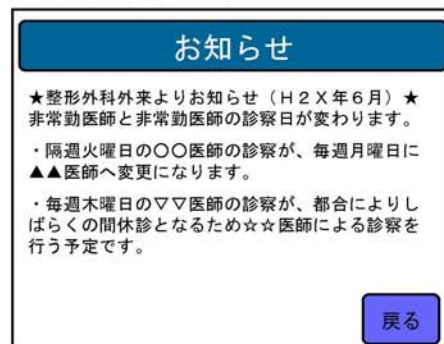 お知らせ
★整形外科外来よりお知らせ（Ｈ２Ｘ年６月）★
非常勤医師と非常勤医師の診察日が変わります。
・隔週火曜日の〇〇医師の診察が、毎週月曜日に
▲▲医師へ変更になります。
・毎週木曜日の▽▽医師の診察が、都合によりし
ばらくの間休診となるため☆☆医師による診察を
行う予定です。
戻る